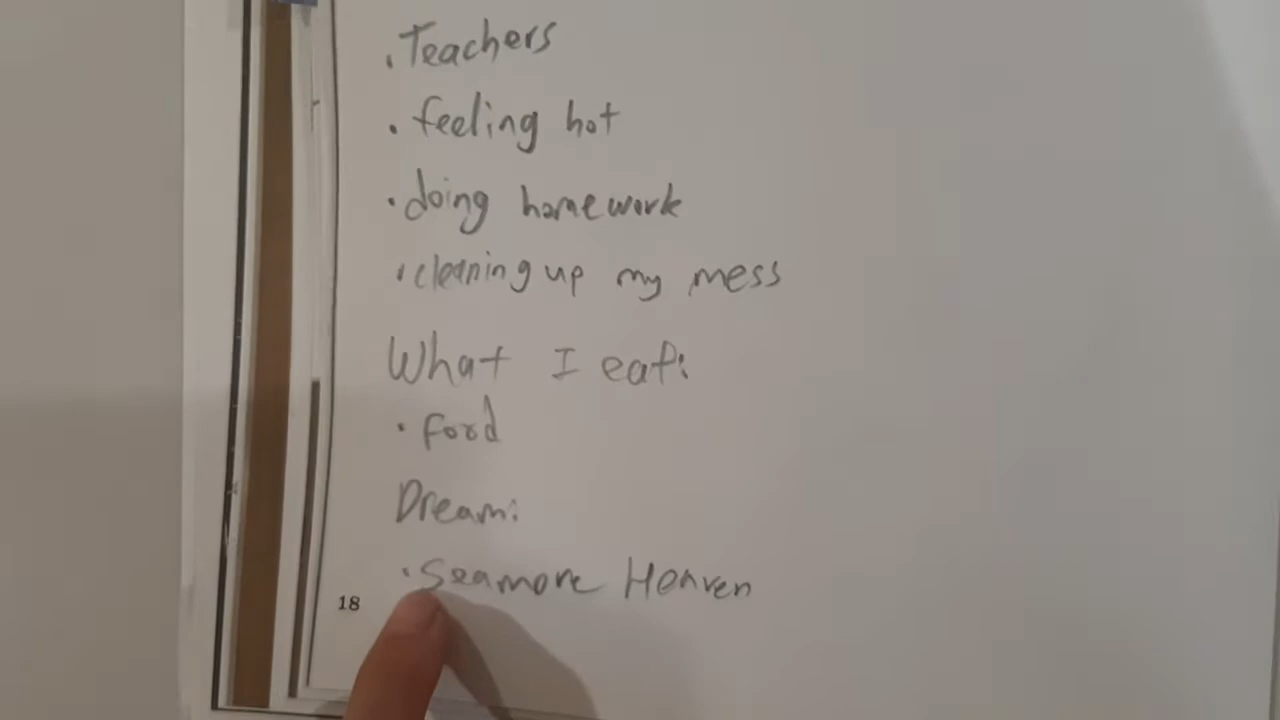 . Teachers
. feeling hot
. doing homework
. cleaning up my mess
What I eat:
. food
Dream:
. Seamore Heaven
18